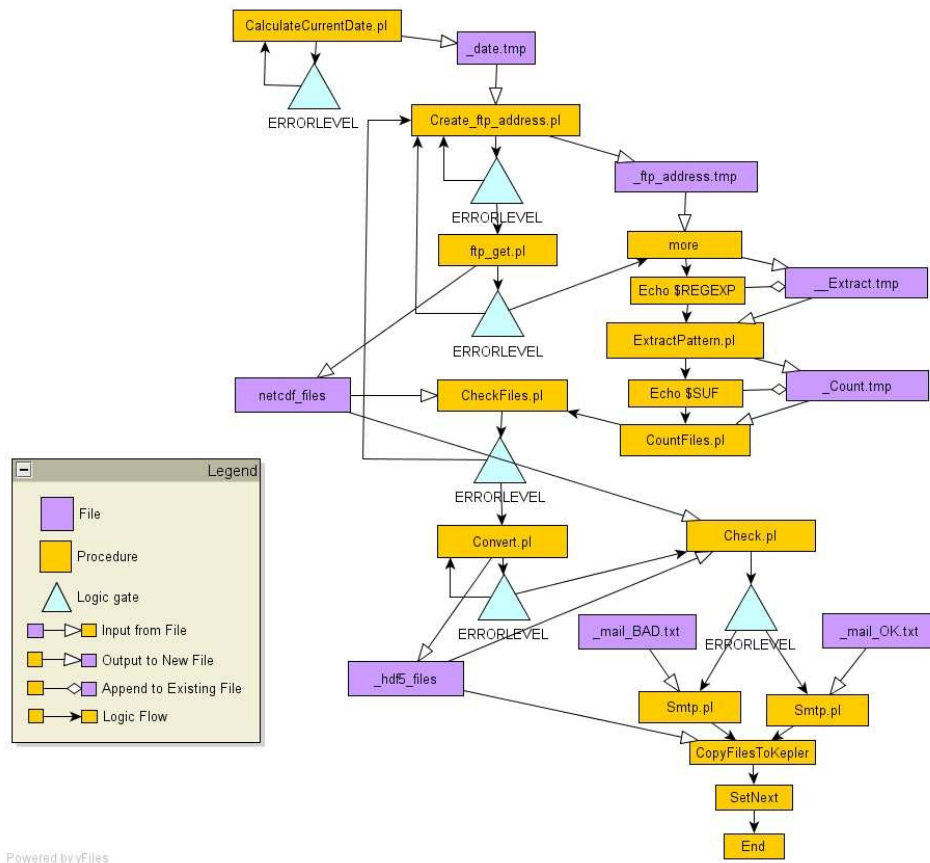 CalculateCurrentDate.pl
_date.tmp
ERRORLEVEL
Create_ftp_address.pl
_ftp_address.tmp
ERRORLEVEL
ftp_get.pl
more
__Extract.tmp
Echo $REGEXP
ERRORLEVEL
ExtractPattern.pl
netcdf_files
CheckFiles.pl
Echo $SUF
_Count.tmp
CountFiles.pl
Legend
ERRORLEVEL
File
Procedure
Convert.pl
Check.pl
Logic gate
Input from File
ERRORLEVEL
_mail_BAD.txt
ERRORLEVEL
_mail_OK.txt
Output to New File
_hdf5_files
Append to Existing File
Smtp.pl
Smtp.pl
Logic Flow
CopyFilesToKepler
SetNext
End
Powered by yFiles